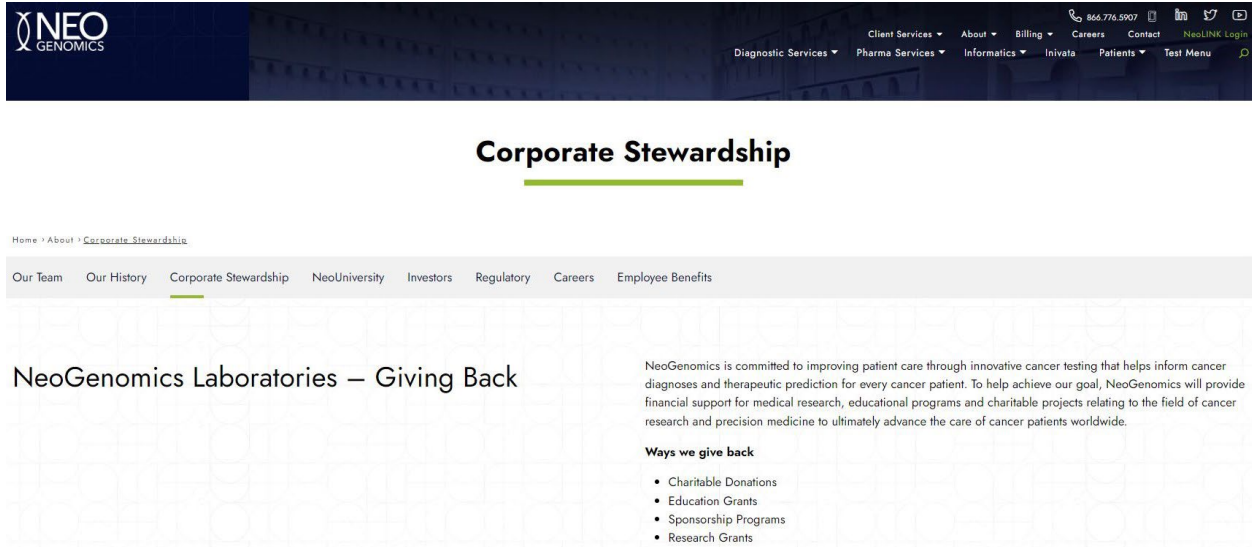 NEO
GENOMICS
866.776.5907
Client Services About Billing Careers Contact NeoLINK Login
Diagnostic Services Pharma Services Informatics Inivata Patients Test Menu
Corporate Stewardship
Home › About › Corporate Stewardship
Our Team Our History Corporate Stewardship NeoUniversity Investors Regulatory Careers Employee Benefits
NeoGenomics Laboratories – Giving Back
NeoGenomics is committed to improving patient care through innovative cancer testing that helps inform cancer
diagnoses and therapeutic prediction for every cancer patient. To help achieve our goal, NeoGenomics will provide
financial support for medical research, educational programs and charitable projects relating to the field of cancer
research and precision medicine to ultimately advance the care of cancer patients worldwide.
Ways we give back
• Charitable Donations
• Education Grants
• Sponsorship Programs
• Research Grants